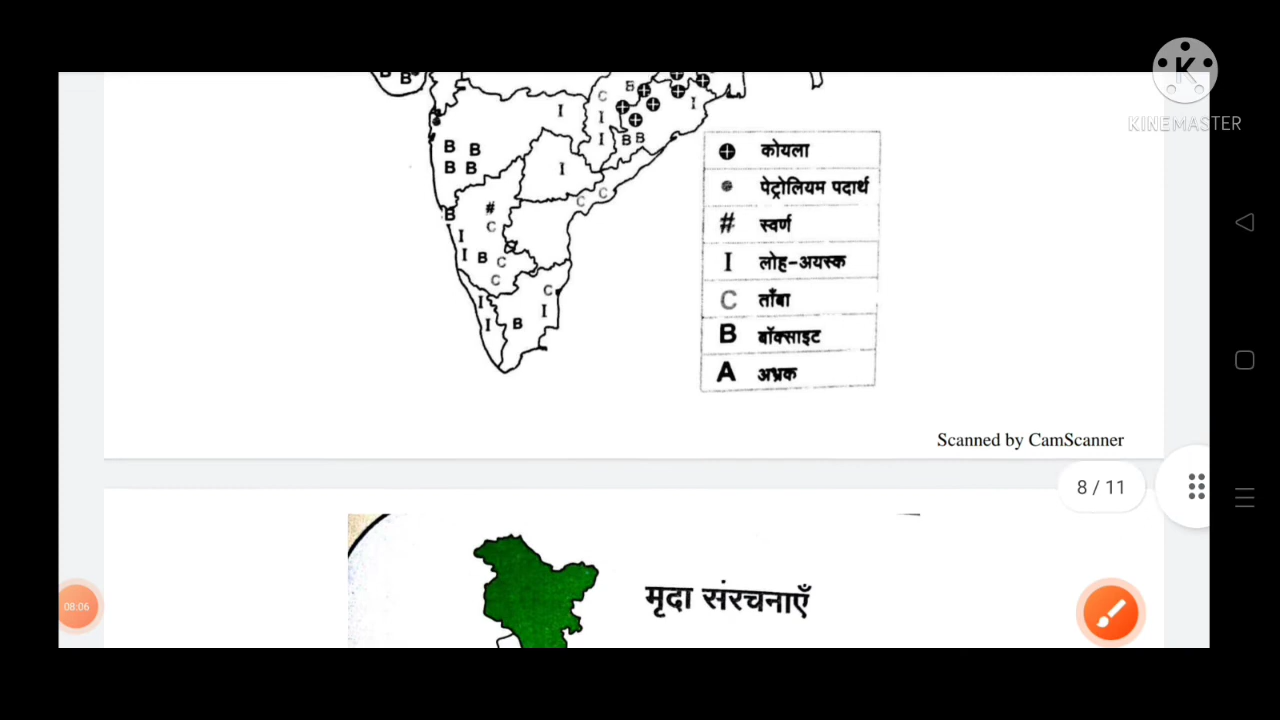 K
KINEMASTER
B B
C B I
I I
B B I B B
B B I
C C
B # C
I
I B C
C
I C
I
I B
कोयला
पेट्रोलियम पदार्थ
# स्वर्ण
I लोह-अयस्क
C ताँबा
B बॉक्साइट
A अभ्रक
Scanned by CamScanner
8 / 11
08:06
मृदा संरचनाएँ